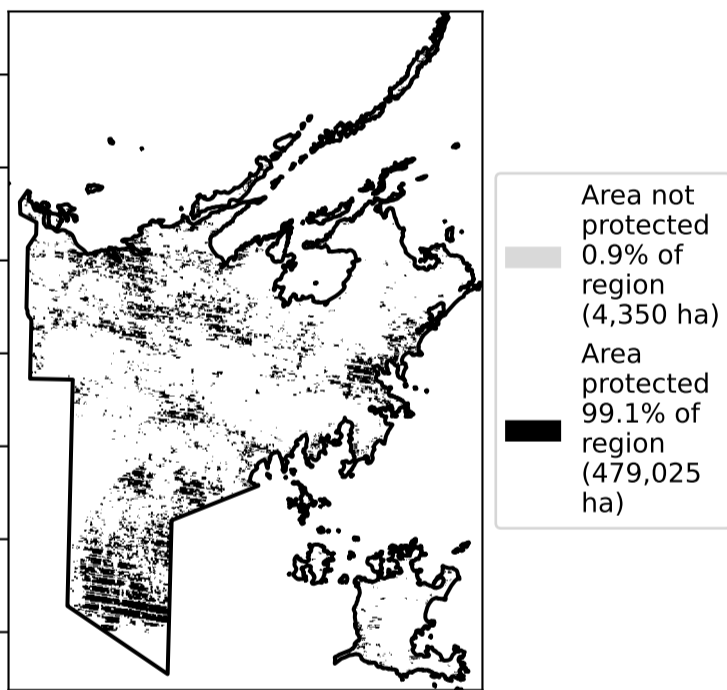 Area not
protected
0.9% of
region
(4,350 ha)
Area
protected
99.1% of
region
(479,025
ha)